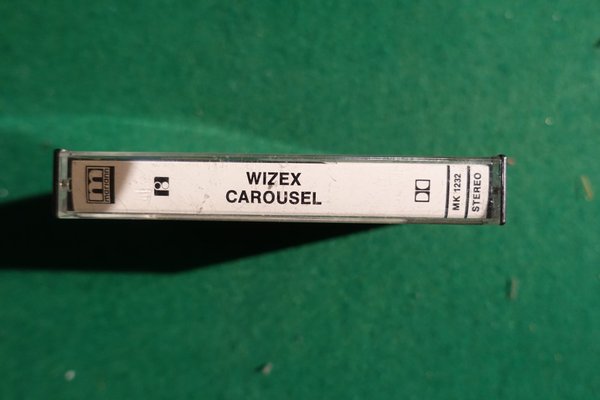 WIZEX
CAROUSEL
MK 1232
STEREO